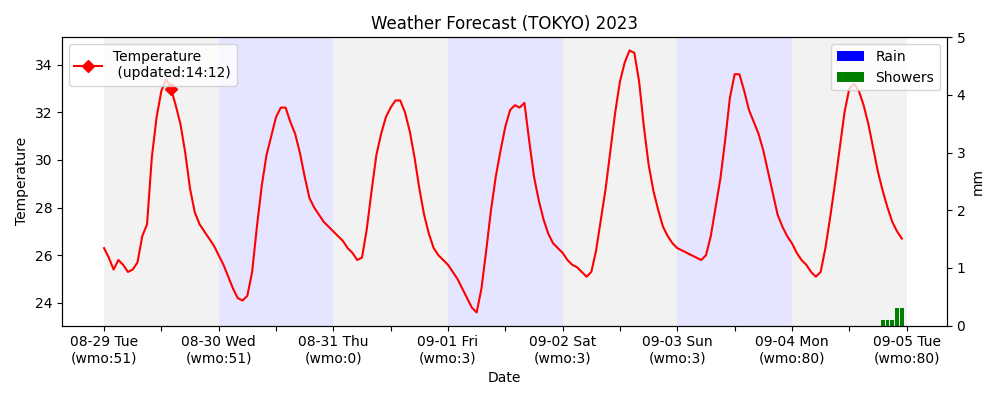 Weather Forecast (TOKYO) 2023
Temperature
(updated:14:12)
Rain
Showers
Temperature
34
32
30
28
26
24
5
4
3
2
1
0
mm
08-29 Tue
(wmo:51)
08-30 Wed
(wmo:51)
08-31 Thu
(wmo:0)
09-01 Fri
(wmo:3)
09-02 Sat
(wmo:3)
09-03 Sun
(wmo:3)
09-04 Mon
(wmo:80)
09-05 Tue
(wmo:80)
Date